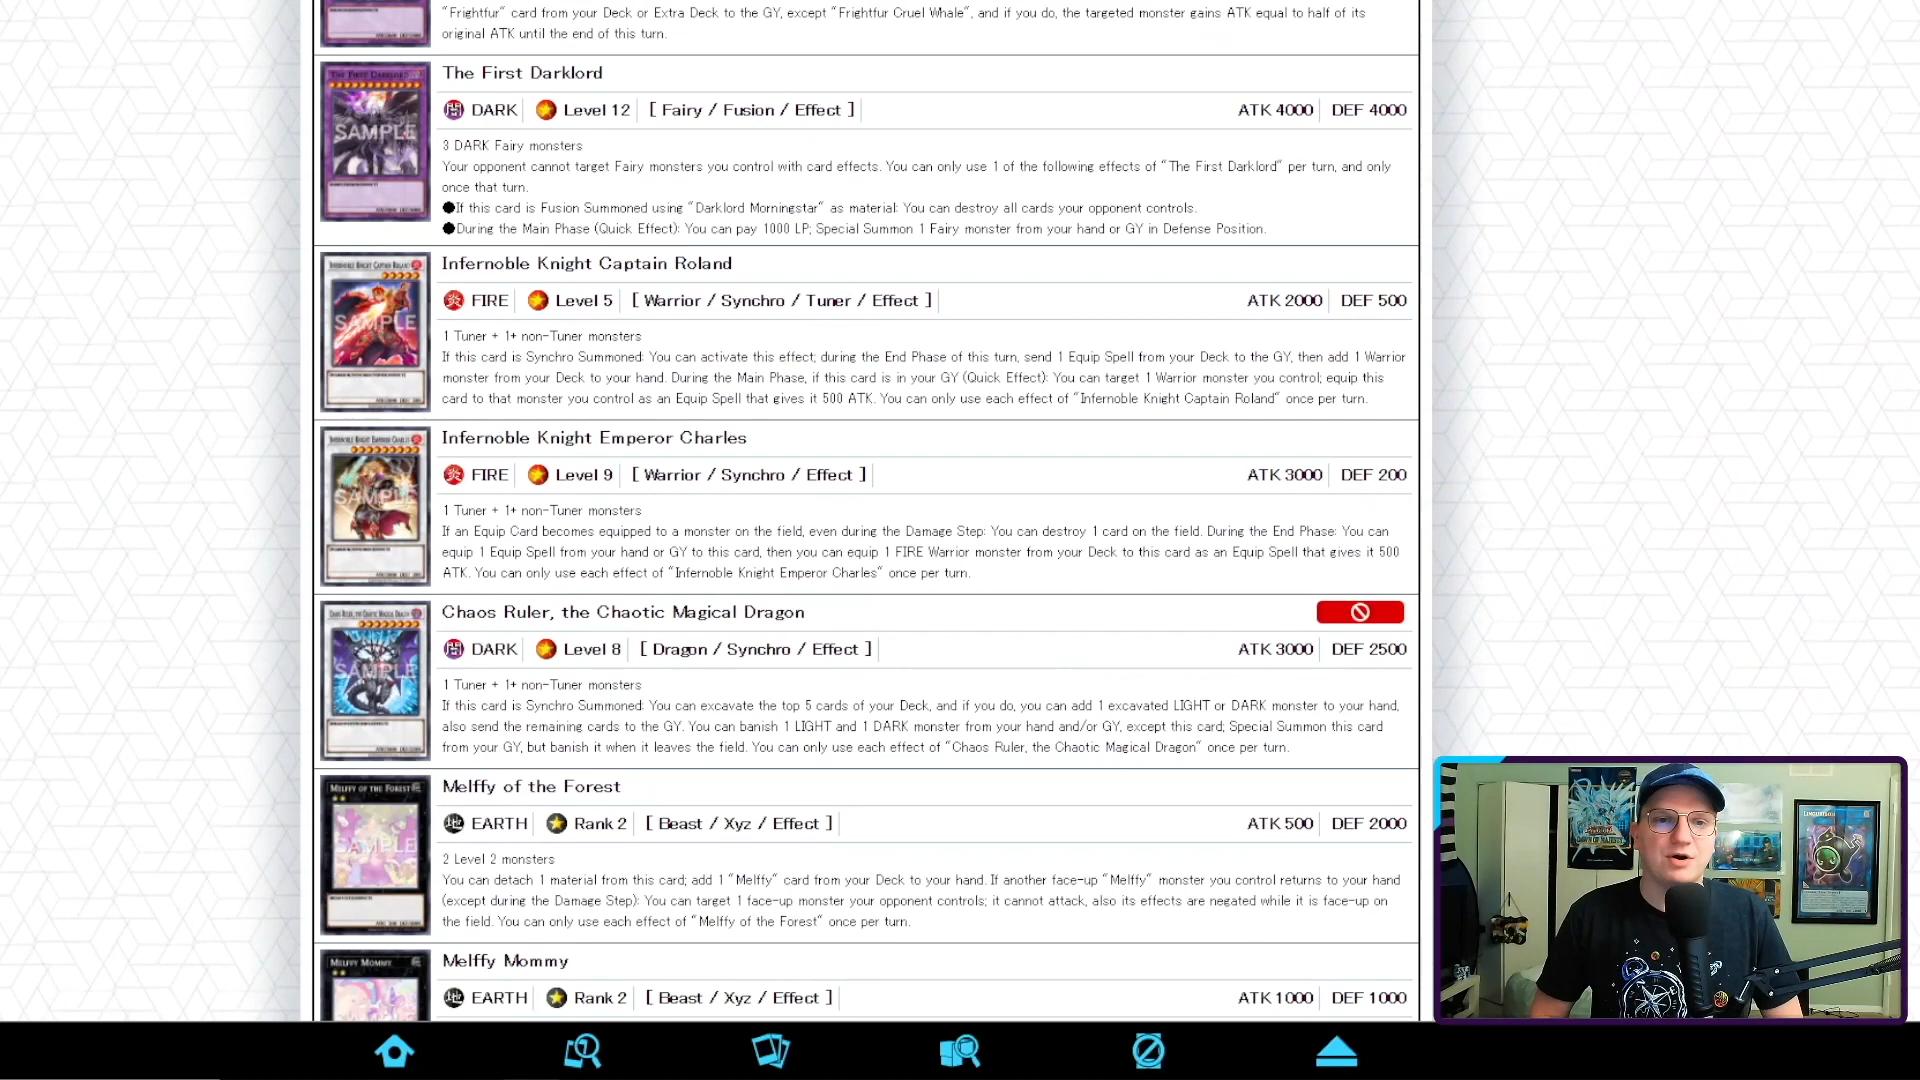 "Frightfur" card from your Deck or Extra Deck to the GY, except "Frightfur Cruel Whale", and if you do, the targeted monster gains ATK equal to half of its
original ATK until the end of this turn.
The First Darklord
DARK Level 12 [ Fairy / Fusion / Effect ] ATK 4000 DEF 4000
3 DARK Fairy monsters
Your opponent cannot target Fairy monsters you control with card effects. You can only use 1 of the following effects of "The First Darklord" per turn, and only
once that turn.
●If this card is Fusion Summoned using "Darklord Morningstar" as material: You can destroy all cards your opponent controls.
●During the Main Phase (Quick Effect): You can pay 1000 LP; Special Summon 1 Fairy monster from your hand or GY in Defense Position.
Infernoble Knight Captain Roland
FIRE Level 5 [ Warrior / Synchro / Tuner / Effect ] ATK 2000 DEF 500
1 Tuner + 1+ non-Tuner monsters
If this card is Synchro Summoned: You can activate this effect; during the End Phase of this turn, send 1 Equip Spell from your Deck to the GY, then add 1 Warrior
monster from your Deck to your hand. During the Main Phase, if this card is in your GY (Quick Effect): You can target 1 Warrior monster you control; equip this
card to that monster you control as an Equip Spell that gives it 500 ATK. You can only use each effect of "Infernoble Knight Captain Roland" once per turn.
Infernoble Knight Emperor Charles
FIRE Level 9 [ Warrior / Synchro / Effect ] ATK 3000 DEF 200
1 Tuner + 1+ non-Tuner monsters
If an Equip Card becomes equipped to a monster on the field, even during the Damage Step: You can destroy 1 card on the field. During the End Phase: You can
equip 1 Equip Spell from your hand or GY to this card, then you can equip 1 FIRE Warrior monster from your Deck to this card as an Equip Spell that gives it 500
ATK. You can only use each effect of "Infernoble Knight Emperor Charles" once per turn.
Chaos Ruler, the Chaotic Magical Dragon
DARK Level 8 [ Dragon / Synchro / Effect ] ATK 3000 DEF 2500
1 Tuner + 1+ non-Tuner monsters
If this card is Synchro Summoned: You can excavate the top 5 cards of your Deck, and if you do, you can add 1 excavated LIGHT or DARK monster to your hand,
also send the remaining cards to the GY. You can banish 1 LIGHT and 1 DARK monster from your hand and/or GY, except this card; Special Summon this card
from your GY, but banish it when it leaves the field. You can only use each effect of "Chaos Ruler, the Chaotic Magical Dragon" once per turn.
Melffy of the Forest
EARTH Rank 2 [ Beast / Xyz / Effect ] ATK 500 DEF 2000
2 Level 2 monsters
You can detach 1 material from this card; add 1 "Melffy" card from your Deck to your hand. If another face-up "Melffy" monster you control returns to your hand
(except during the Damage Step): You can target 1 face-up monster your opponent controls; it cannot attack, also its effects are negated while it is face-up on
the field. You can only use each effect of "Melffy of the Forest" once per turn.
Melffy Mommy
EARTH Rank 2 [ Beast / Xyz / Effect ] ATK 1000 DEF 1000
THE FIRST DARKLORD
SAMPLE
INFERNOBLE KNIGHT CAPTAIN ROLAND
SAMPLE
INFERNOBLE KNIGHT EMPEROR CHARLES
SAMPLE
CHAOS RULER, THE CHAOTIC MAGICAL DRAGON
SAMPLE
MELFFY OF THE FOREST
SAMPLE
MELFFY MOMMY
LINGURIBOH